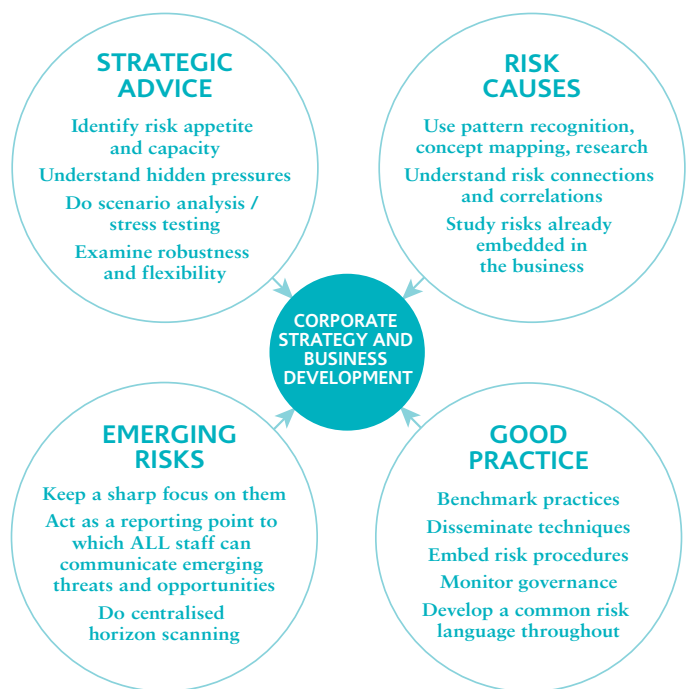 STRATEGIC
ADVICE
Identify risk appetite
and capacity
Understand hidden pressures
Do scenario analysis /
stress testing
Examine robustness
and flexibility
RISK
CAUSES
Use pattern recognition,
concept mapping, research
Understand risk connections
and correlations
Study risks already
embedded in
the business
CORPORATE
STRATEGY AND
BUSINESS
DEVELOPMENT
EMERGING
RISKS
Keep a sharp focus on them
Act as a reporting point to
which ALL staff can
communicate emerging
threats and opportunities
Do centralised
horizon scanning
GOOD
PRACTICE
Benchmark practices
Disseminate techniques
Embed risk procedures
Monitor governance
Develop a common risk
language throughout